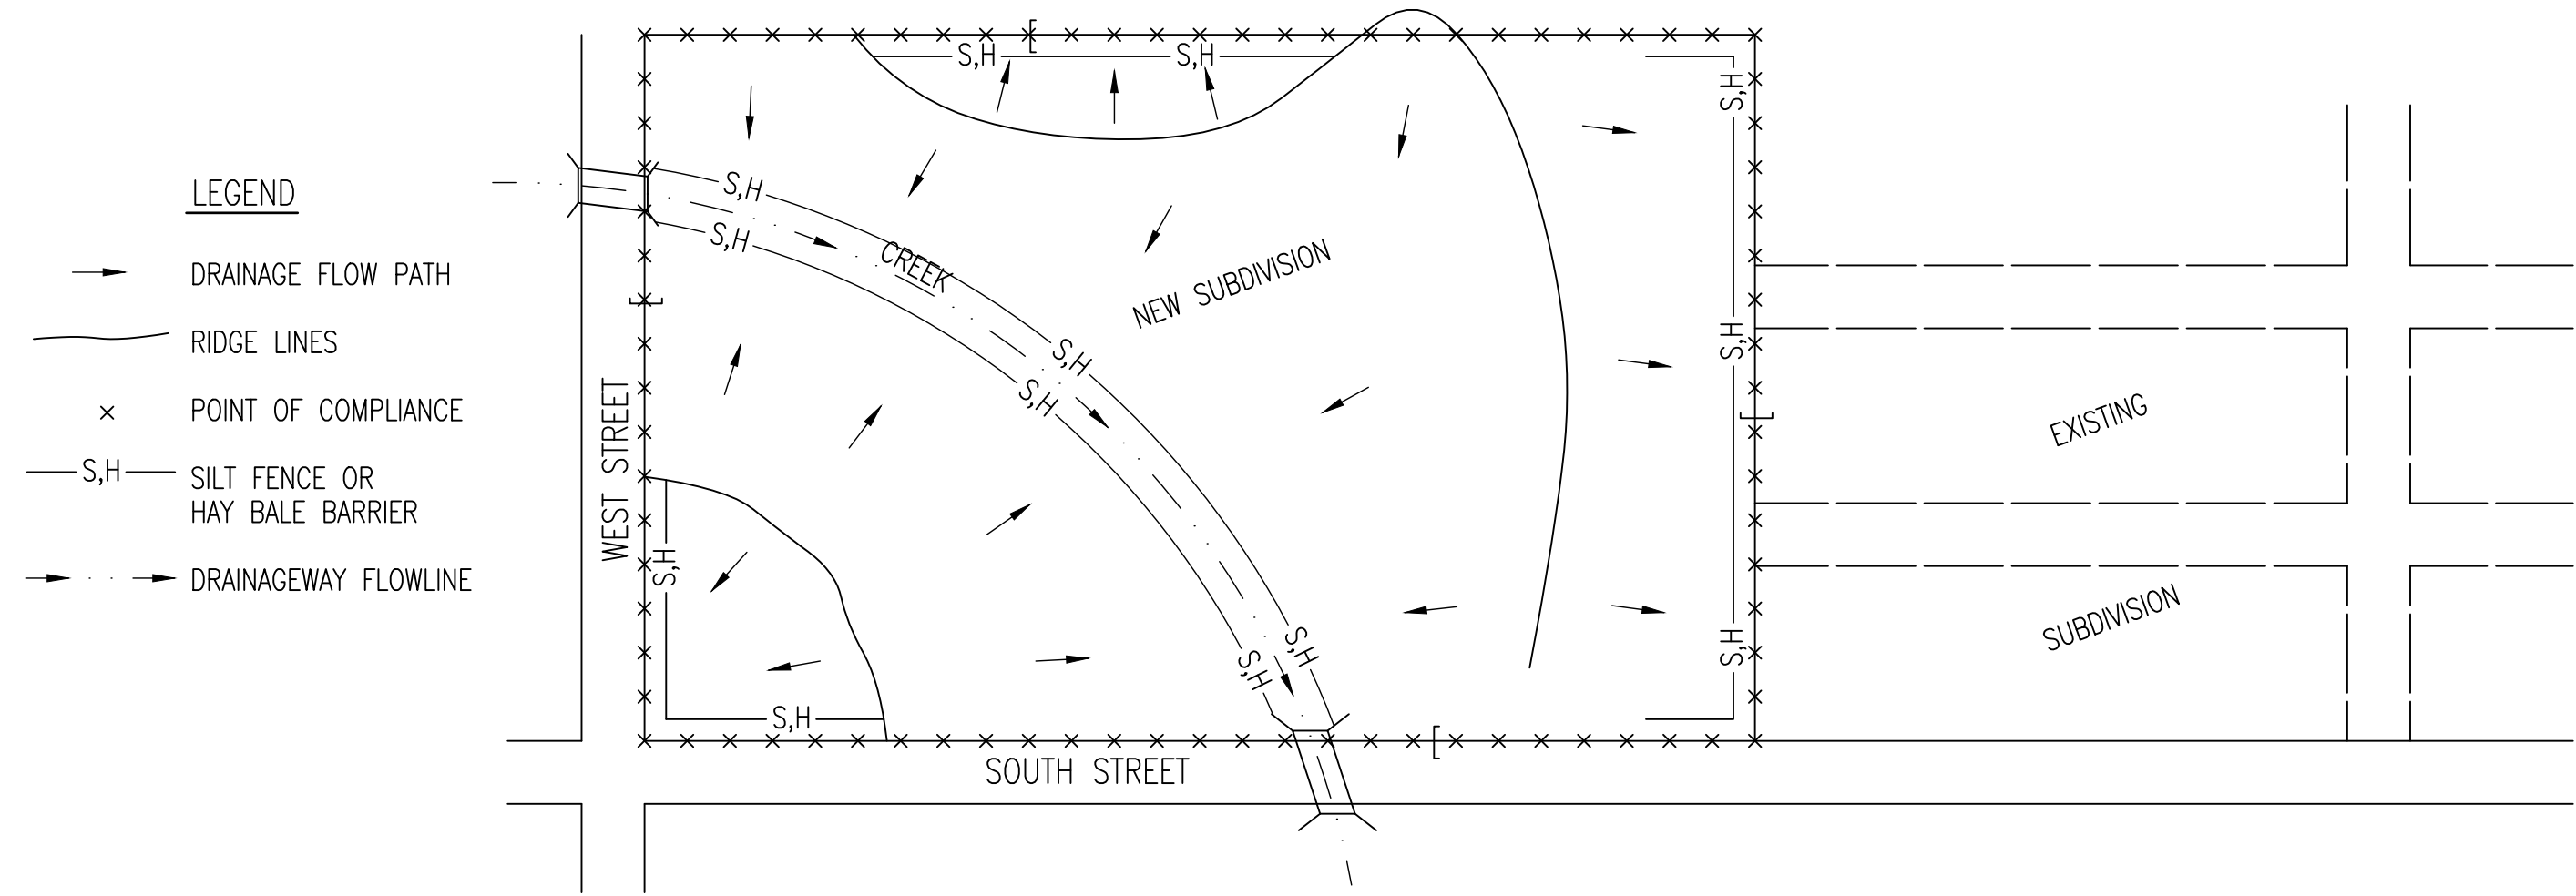 LEGEND
DRAINAGE FLOW PATH
RIDGE LINES
POINT OF COMPLIANCE
S,H
SILT FENCE OR
HAY BALE BARRIER
DRAINAGEWAY FLOWLINE
S,H
S,H
S,H
S,H
S,H
CREEK
NEW SUBDIVISION
S,H
S,H
S,H
WEST STREET
EXISTING
S,H
SUBDIVISION
S,H
S,H
S,H
S,H
SOUTH STREET